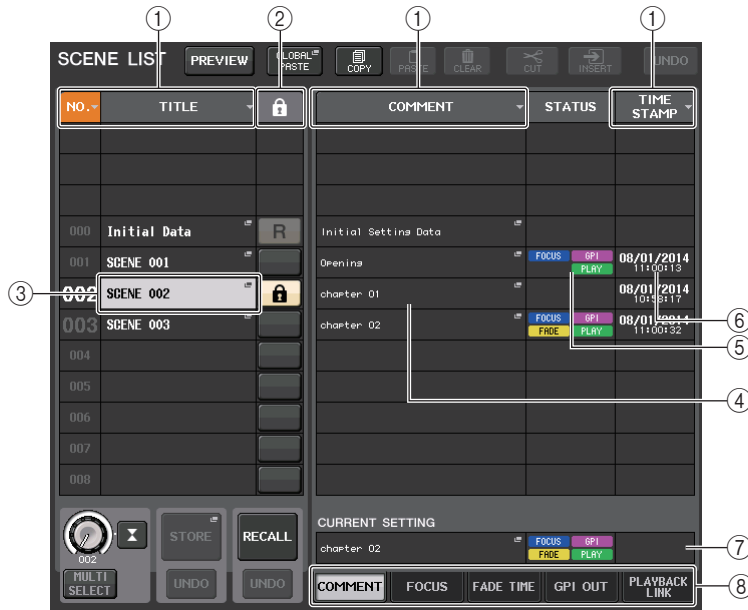 ① ② ① ①
SCENE LIST PREVIEW GLOBAL PASTE COPY PASTE CLEAR CUT INSERT UNDO
NO. TITLE COMMENT STATUS TIME STAMP
000 Initial Data R Initial Setting Data
001 SCENE 001 Opening FOCUS GPI PLAY 08/01/2014 11:00:13
③ 002 SCENE 002 chapter 01 08/01/2014 10:58:17
⑥
003 SCENE 003 chapter 02 FOCUS GPI FADE PLAY 08/01/2014 11:00:32
⑤
004
005
④
006
007
008
002
STORE
RECALL
MULTI SELECT
UNDO
UNDO
CURRENT SETTING
chapter 02 FOCUS GPI FADE PLAY ⑦
COMMENT FOCUS FADE TIME GPI OUT PLAYBACK LINK ⑧